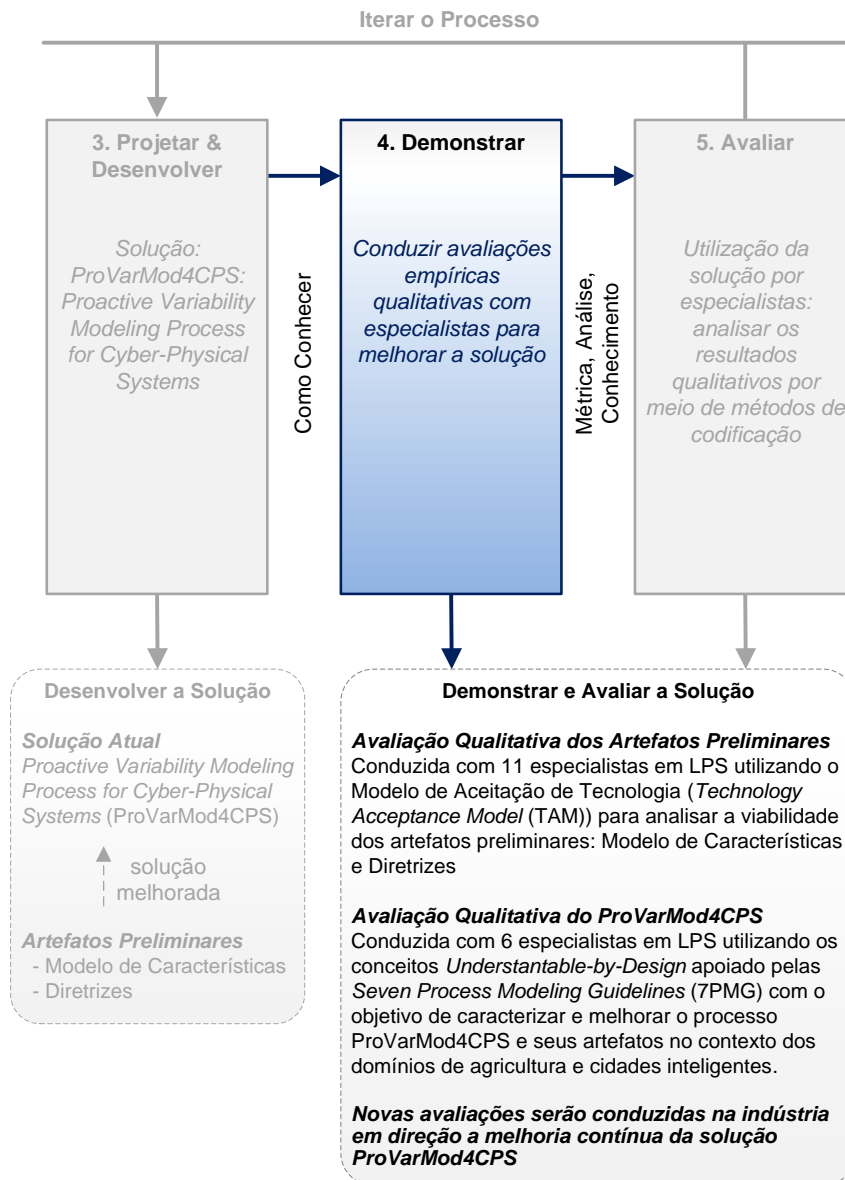 Iterar o Processo
3. Projetar &
Desenvolver
Solução:
ProVarMod4CPS:
Proactive Variability
Modeling Process
for Cyber-Physical
Systems
Como Conhecer
4. Demonstrar
Conduzir avaliações
empíricas
qualitativas com
especialistas para
melhorar a solução
Métrica, Análise,
Conhecimento
5. Avaliar
Utilização da
solução por
especialistas:
analisar os
resultados
qualitativos por
meio de métodos de
codificação
Desenvolver a Solução
Solução Atual
Proactive Variability Modeling
Process for Cyber-Physical
Systems (ProVarMod4CPS)
solução
melhorada
Artefatos Preliminares
- Modelo de Características
- Diretrizes
Demonstrar e Avaliar a Solução
Avaliação Qualitativa dos Artefatos Preliminares
Conduzida com 11 especialistas em LPS utilizando o
Modelo de Aceitação de Tecnologia (Technology
Acceptance Model (TAM)) para analisar a viabilidade
dos artefatos preliminares: Modelo de Características
e Diretrizes
Avaliação Qualitativa do ProVarMod4CPS
Conduzida com 6 especialistas em LPS utilizando os
conceitos Understantable-by-Design apoiado pelas
Seven Process Modeling Guidelines (7PMG) com o
objetivo de caracterizar e melhorar o processo
ProVarMod4CPS e seus artefatos no contexto dos
domínios de agricultura e cidades inteligentes.
Novas avaliações serão conduzidas na indústria
em direção a melhoria contínua da solução
ProVarMod4CPS